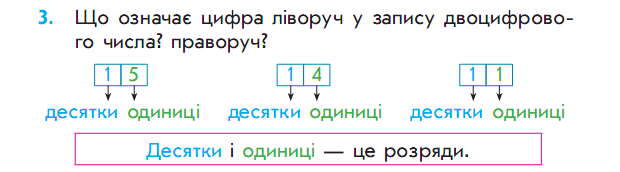 3. Що означає цифра ліворуч у запису двоцифрово-
го числа? праворуч?
1 5 1 4 1 1
десятки одиниці десятки одиниці десятки одиниці
Десятки і одиниці — це розряди.